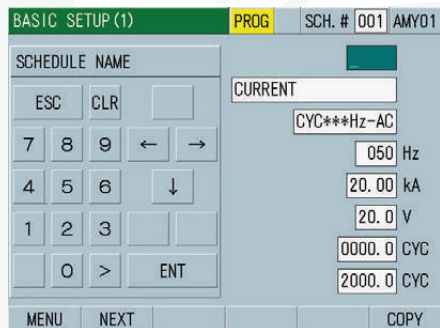 BASIC SETUP(1) PROG SCH. # 001 AMY01
SCHEDULE NAME _
ESC CLR CURRENT
CYC***Hz-AC
7 8 9 ← → 050 Hz
4 5 6 ↓ 20.00 kA
1 2 3 20.0 V
0000.0 CYC
0 > ENT 2000.0 CYC
MENU NEXT COPY